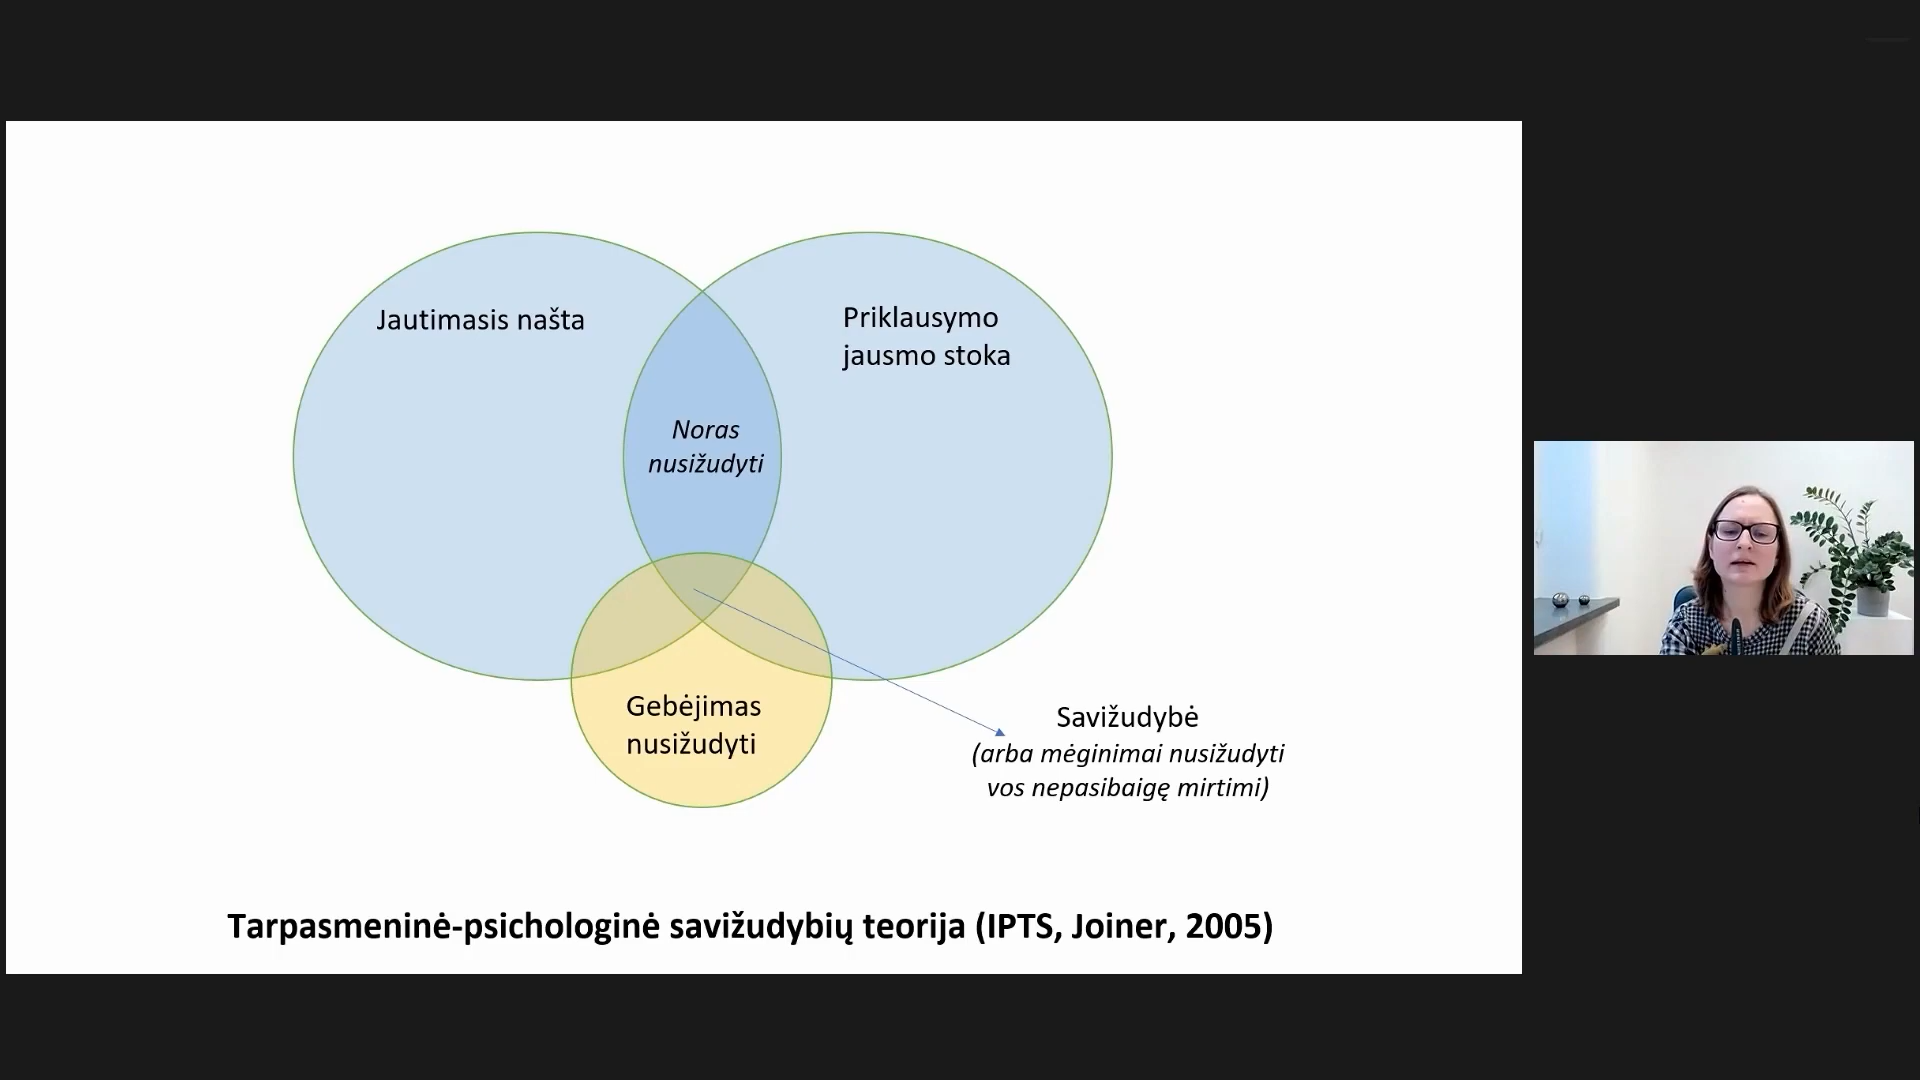 Jautimasis našta
Priklausymo
jausmo stoka
Noras
nusižudyti
Gebėjimas
nusižudyti
Savižudybė
(arba mėginimai nusižudyti
vos nepasibaigę mirtimi)
Tarpasmeninė-psichologinė savižudybių teorija (IPTS, Joiner, 2005)